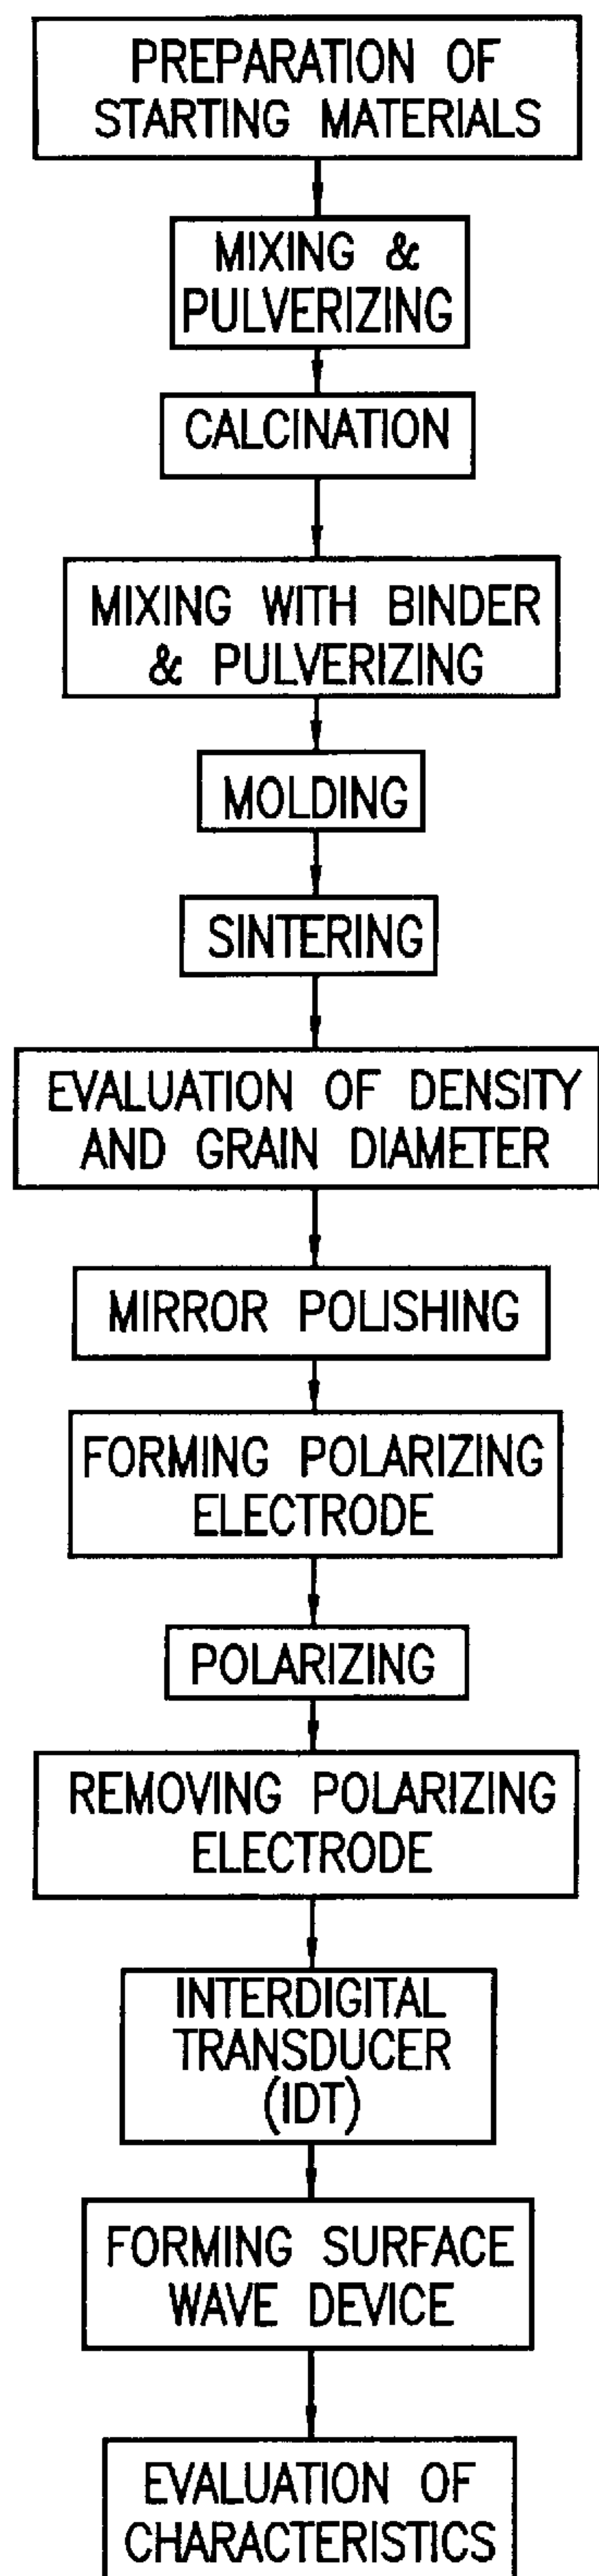 PREPARATION OF
STARTING MATERIALS
MIXING &
PULVERIZING
CALCINATION
MIXING WITH BINDER
& PULVERIZING
MOLDING
SINTERING
EVALUATION OF DENSITY
AND GRAIN DIAMETER
MIRROR POLISHING
FORMING POLARIZING
ELECTRODE
POLARIZING
REMOVING POLARIZING
ELECTRODE
INTERDIGITAL
TRANSDUCER
(IDT)
FORMING SURFACE
WAVE DEVICE
EVALUATION OF
CHARACTERISTICS